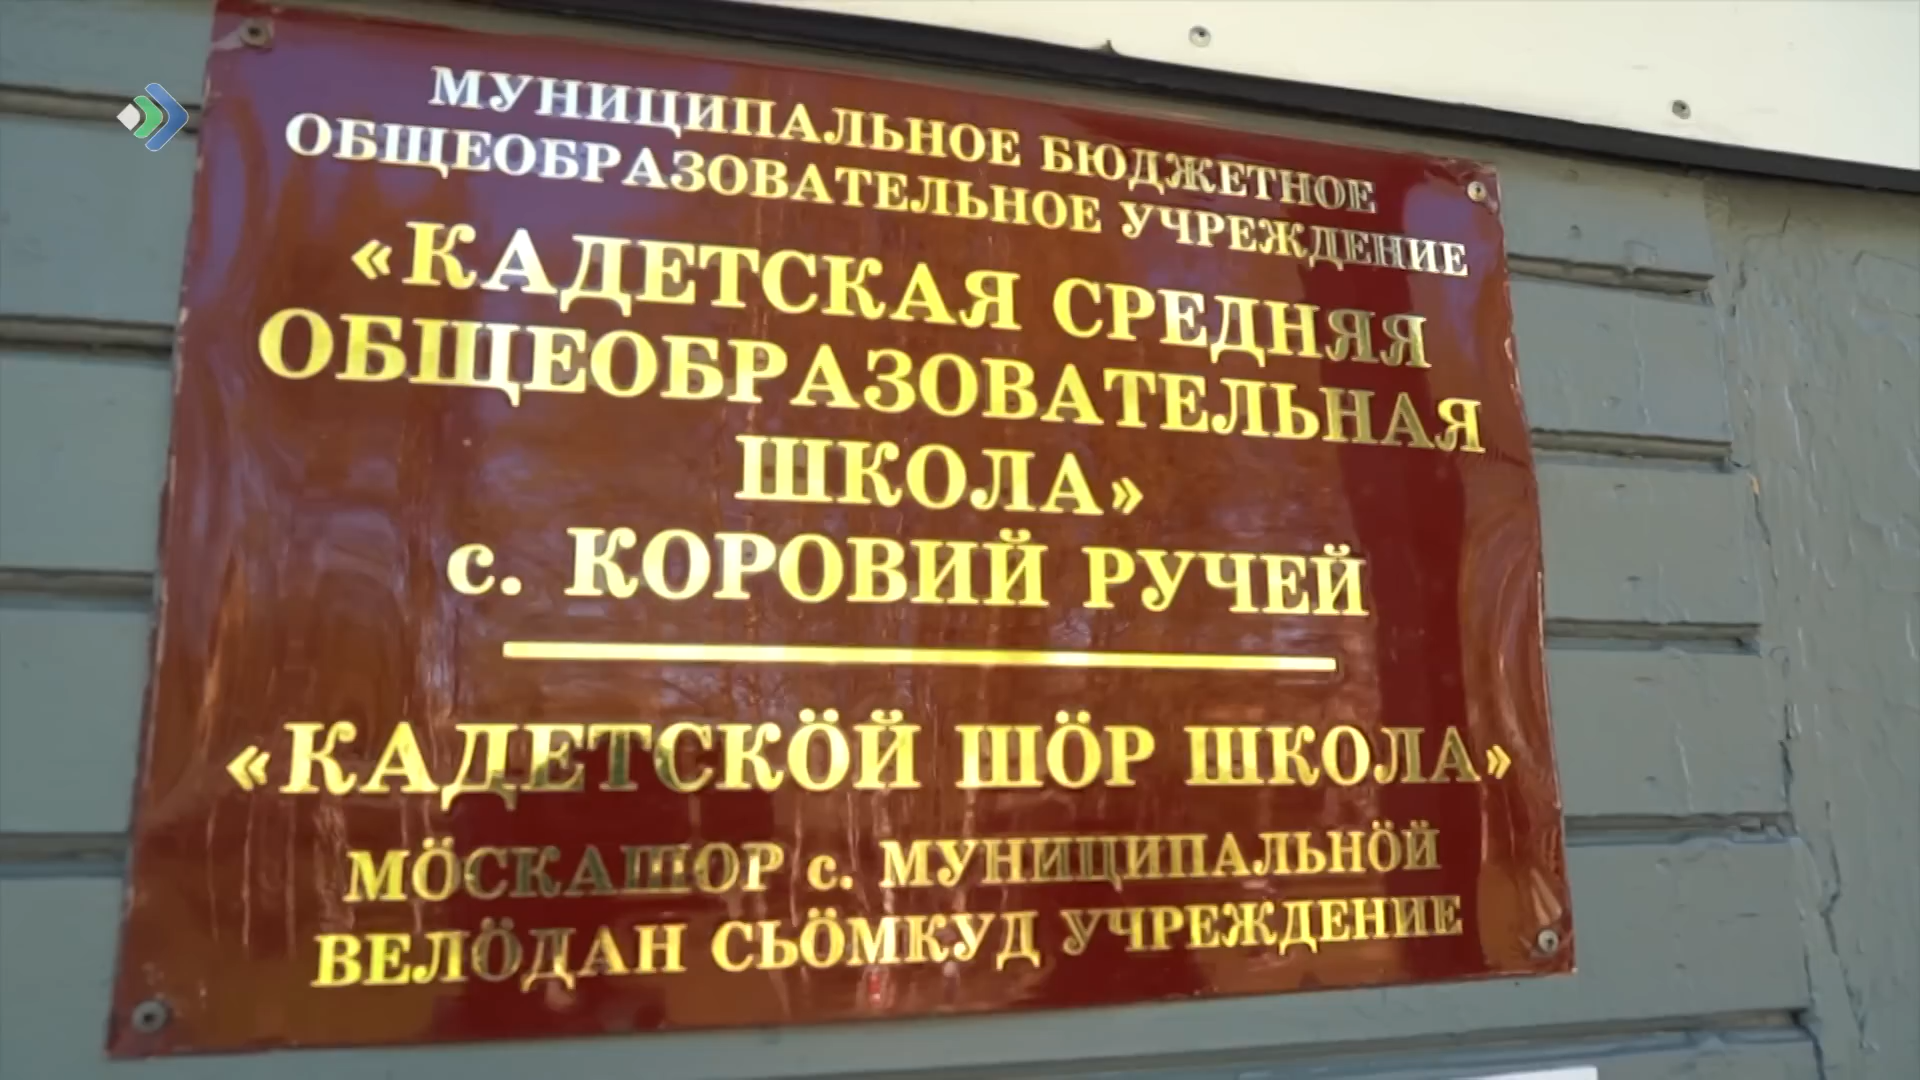 МУНИЦИПАЛЬНОЕ БЮДЖЕТНОЕ
ОБЩЕОБРАЗОВАТЕЛЬНОЕ УЧРЕЖДЕНИЕ
«КАДЕТСКАЯ СРЕДНЯЯ
ОБЩЕОБРАЗОВАТЕЛЬНАЯ
ШКОЛА»
с. КОРОВИЙ РУЧЕЙ
«КАДЕТСКӦЙ ШӦР ШКОЛА»
МӦСКАШОР с. МУНИЦИПАЛЬНӦЙ
ВЕЛӦДАН СЬӦМКУД УЧРЕЖДЕНИЕ